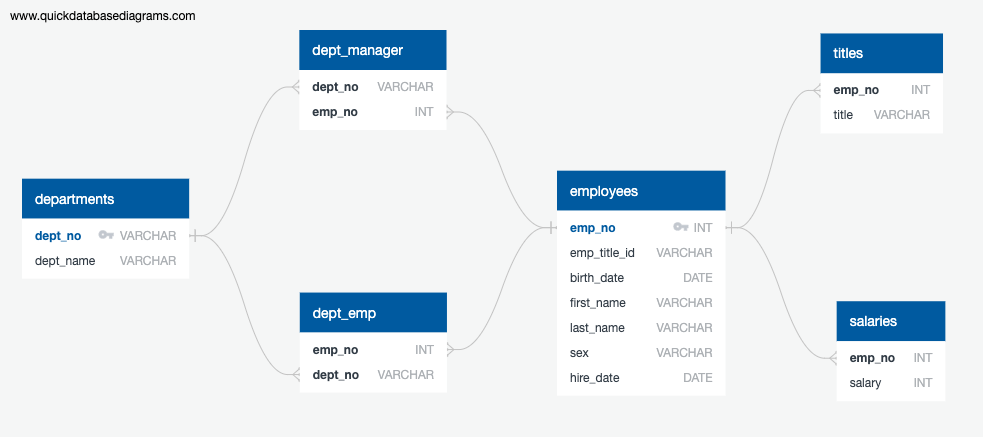 www.quickdatabasediagrams.com
dept_manager
dept_no VARCHAR
emp_no INT
titles
emp_no INT
title VARCHAR
departments
dept_no VARCHAR
dept_name VARCHAR
employees
emp_no INT
emp_title_id VARCHAR
birth_date DATE
first_name VARCHAR
last_name VARCHAR
sex VARCHAR
hire_date DATE
dept_emp
emp_no INT
dept_no VARCHAR
salaries
emp_no INT
salary INT